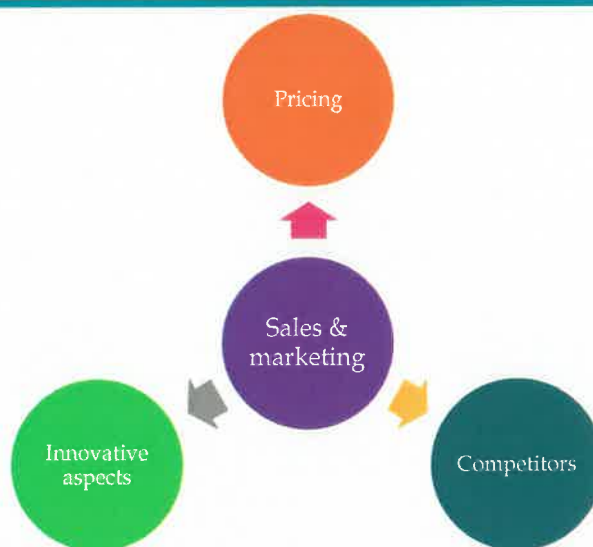 Pricing
Sales &
marketing
Innovative
aspects
Competitors